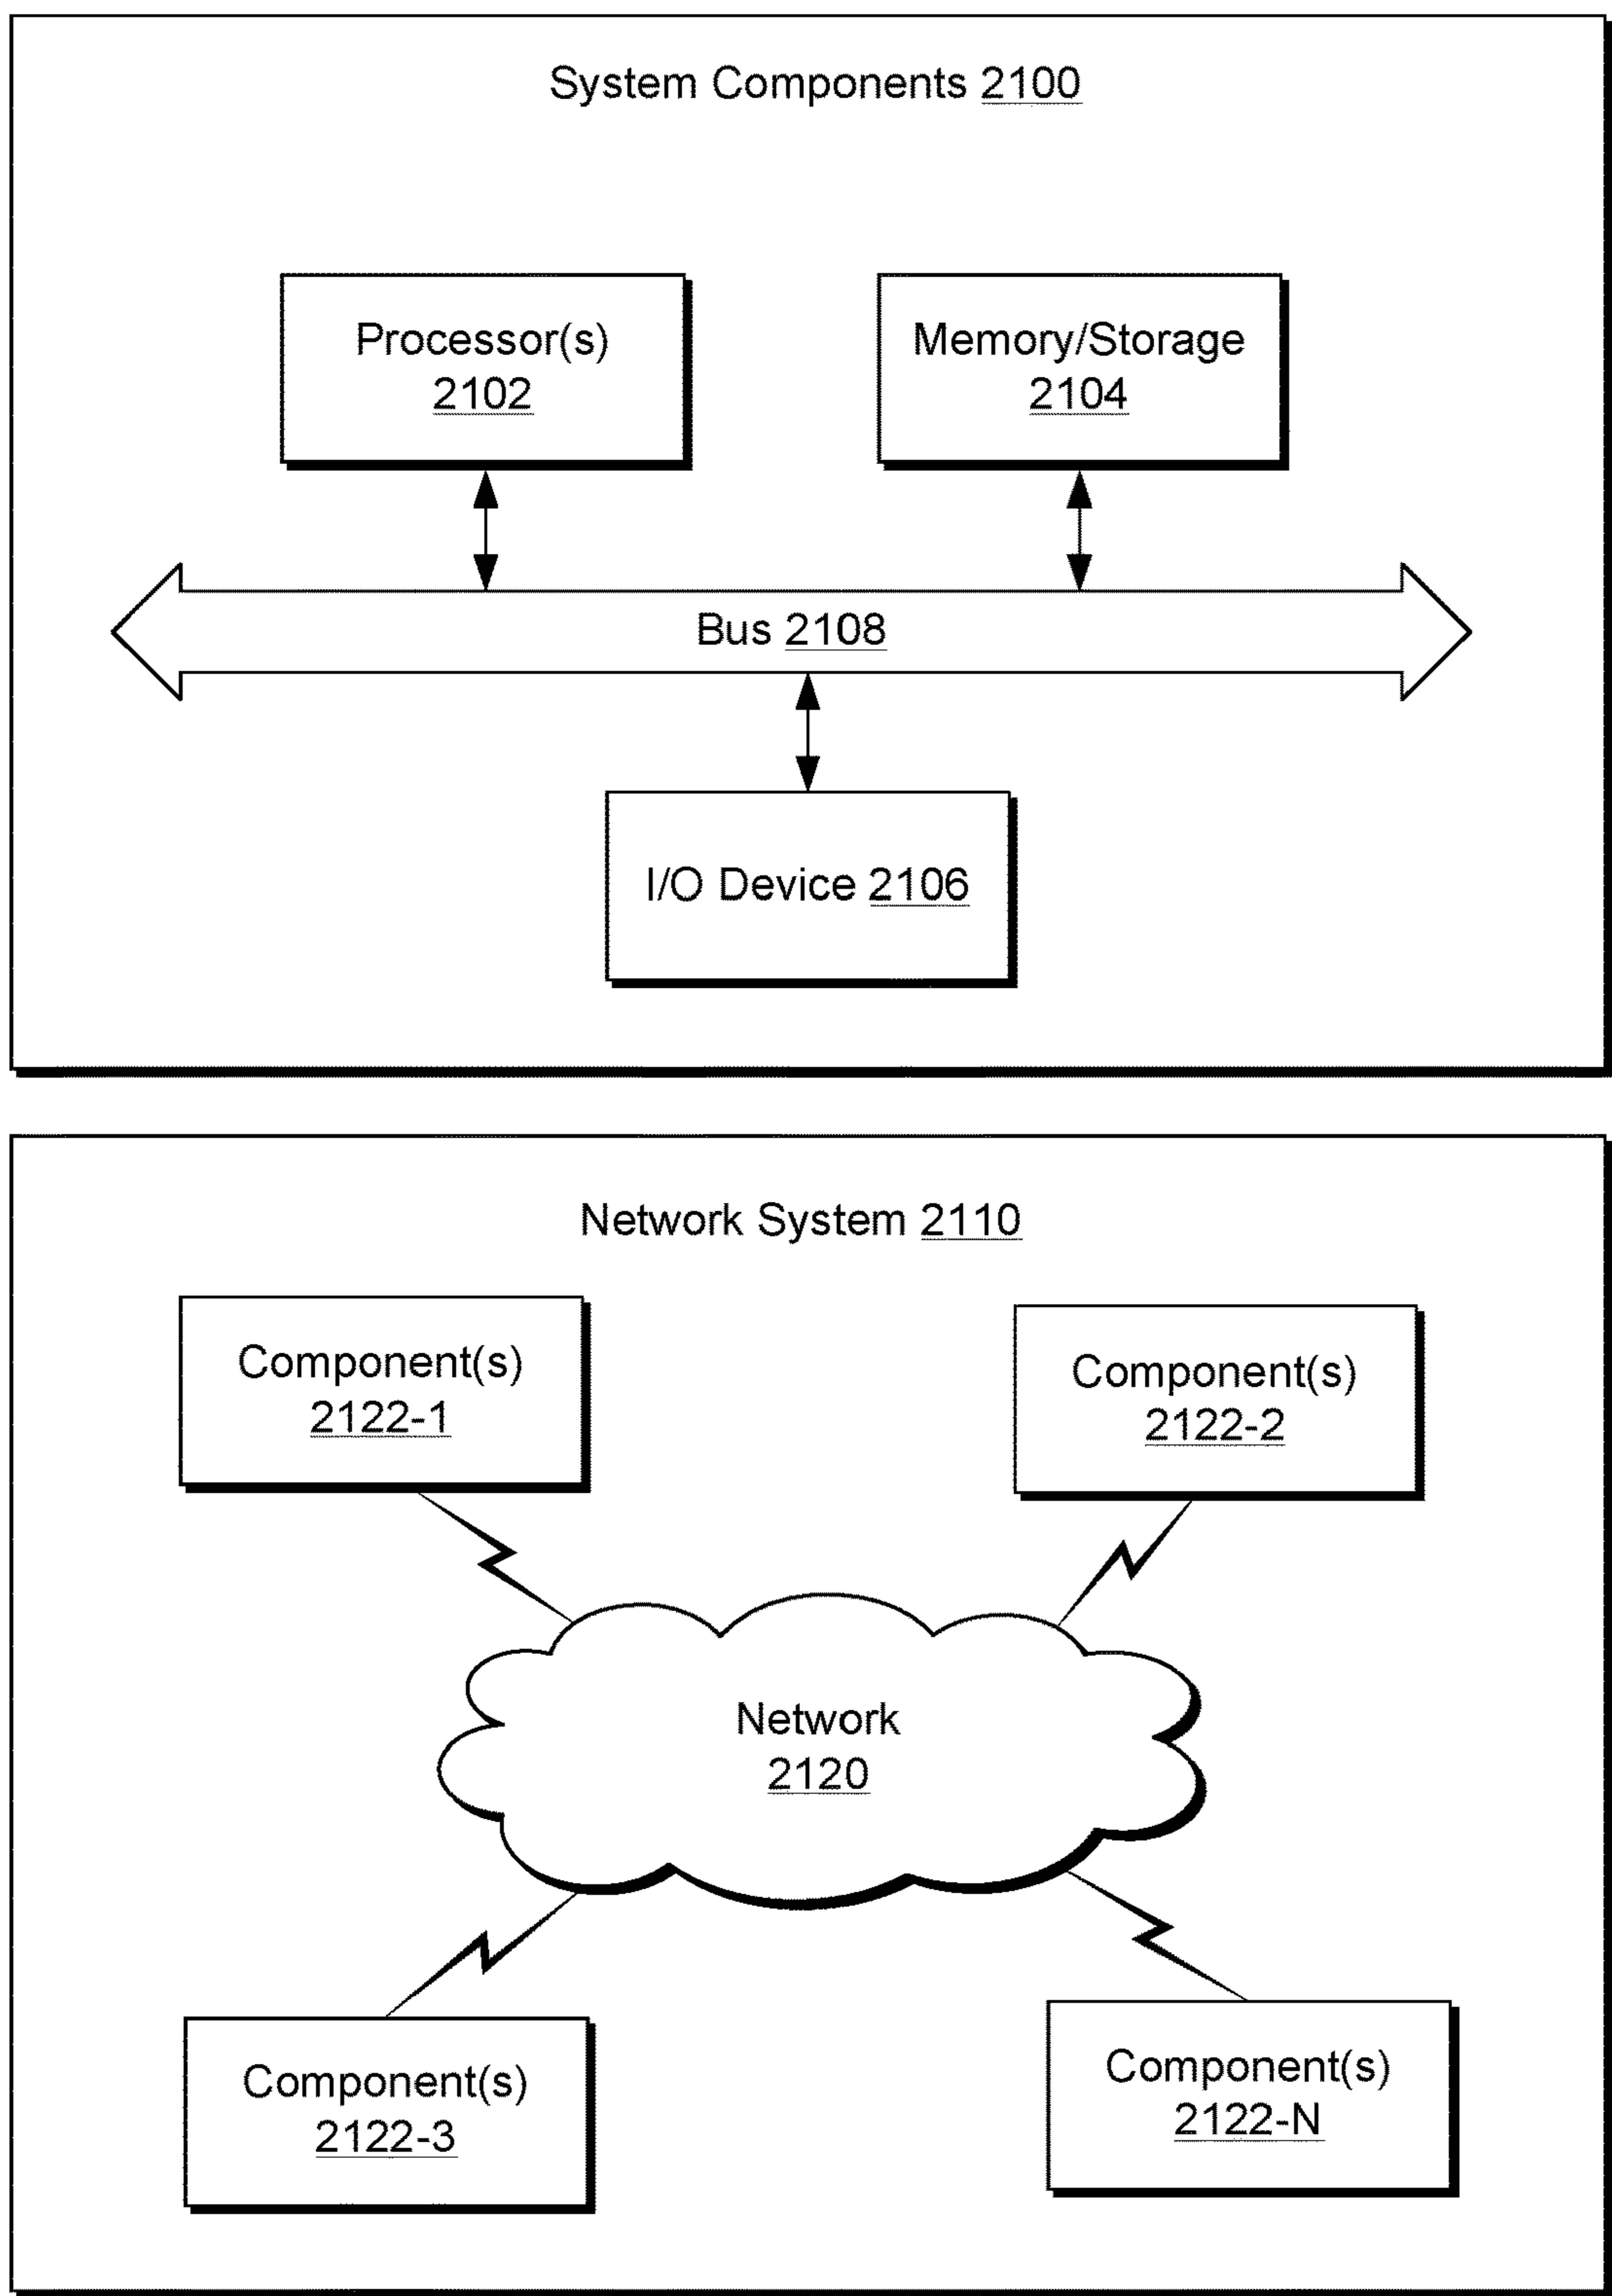 System Components 2100
Processor(s)
2102
Memory/Storage
2104
Bus 2108
I/O Device 2106
Network System 2110
Component(s)
2122-1
Component(s)
2122-2
Network
2120
Component(s)
2122-3
Component(s)
2122-N